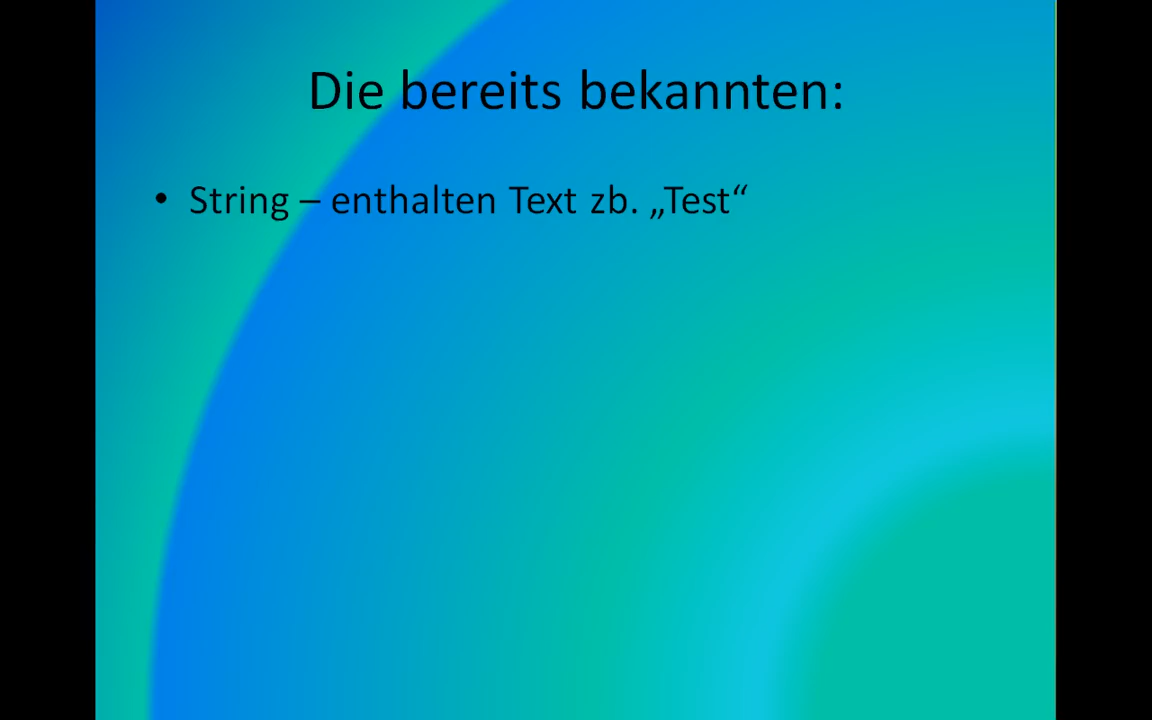 Die bereits bekannten:
• String – enthalten Text zb. „Test“